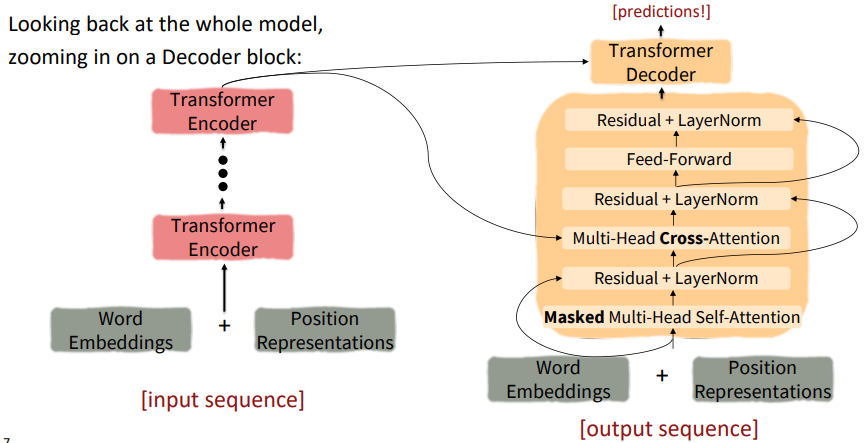 Looking back at the whole model,
zooming in on a Decoder block:
[predictions!]
Transformer
Decoder
Transformer
Encoder
Transformer
Encoder
Word
Embeddings
+
Position
Representations
[input sequence]
Residual + LayerNorm
Feed-Forward
Residual + LayerNorm
Multi-Head Cross-Attention
Residual + LayerNorm
Masked Multi-Head Self-Attention
Word
Embeddings
+
Position
Representations
[output sequence]